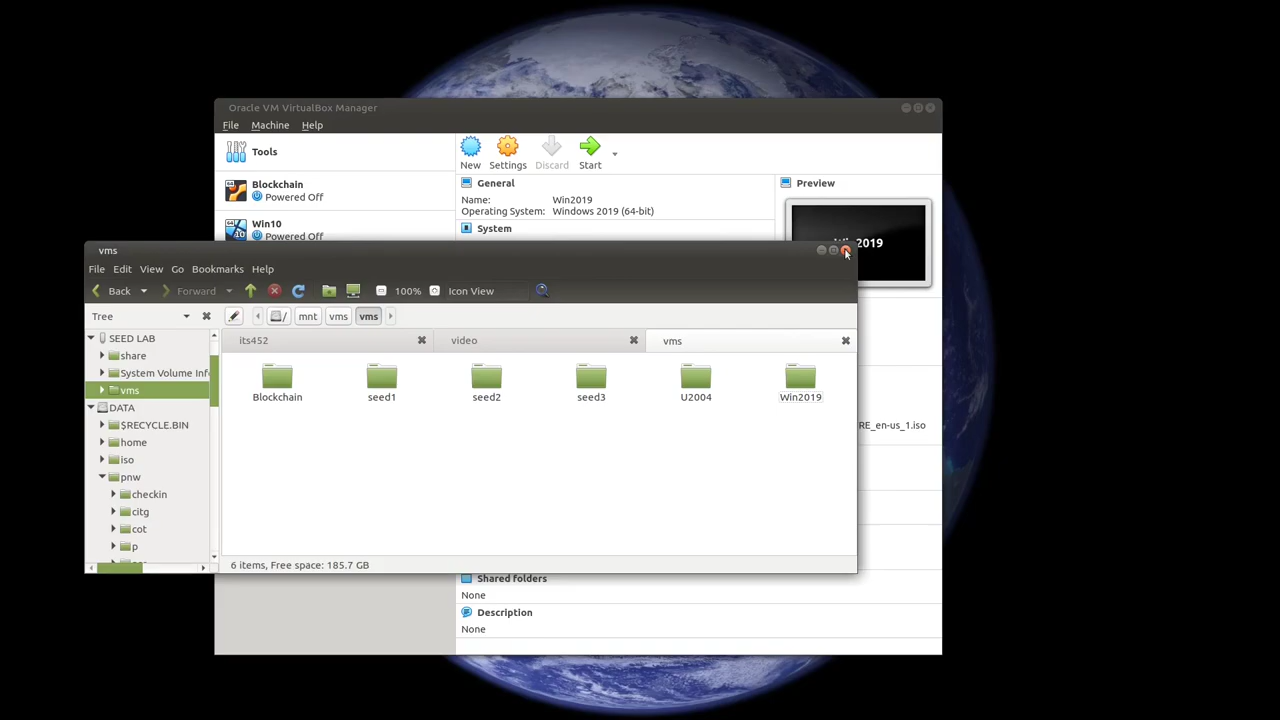 Oracle VM VirtualBox Manager
File Machine Help
Tools
New Settings Discard Start
Blockchain
Powered Off
Win10
Powered Off
General
Name: Win2019
Operating System: Windows 2019 (64-bit)
System
Preview
Win2019
vms
File Edit View Go Bookmarks Help
Back Forward 100% Icon View
Tree
/ mnt vms vms
its452 video vms
SEED LAB
share
System Volume Inf
vms
DATA
$RECYCLE.BIN
home
iso
pnw
checkin
citg
cot
p
Blockchain seed1 seed2 seed3 U2004 Win2019
RE_en-us_1.iso
6 items, Free space: 185.7 GB
Shared folders
None
Description
None